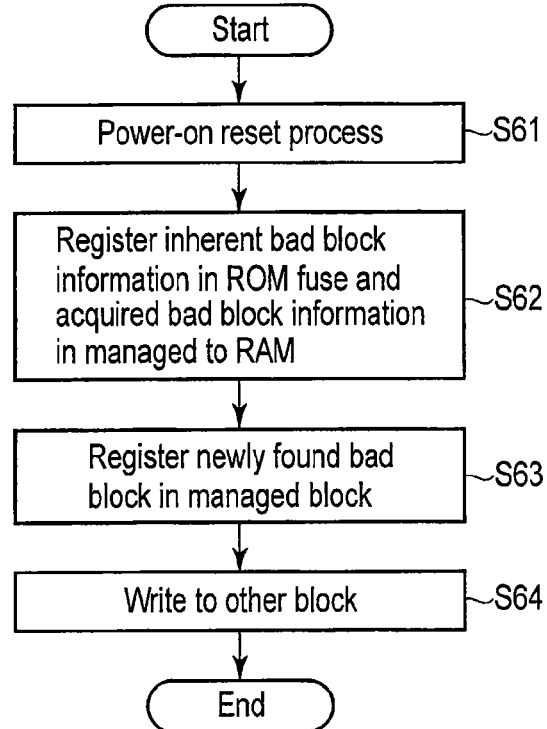 Start
Power-on reset process
S61
Register inherent bad block
information in ROM fuse and
acquired bad block information
in managed to RAM
S62
Register newly found bad
block in managed block
S63
Write to other block
S64
End